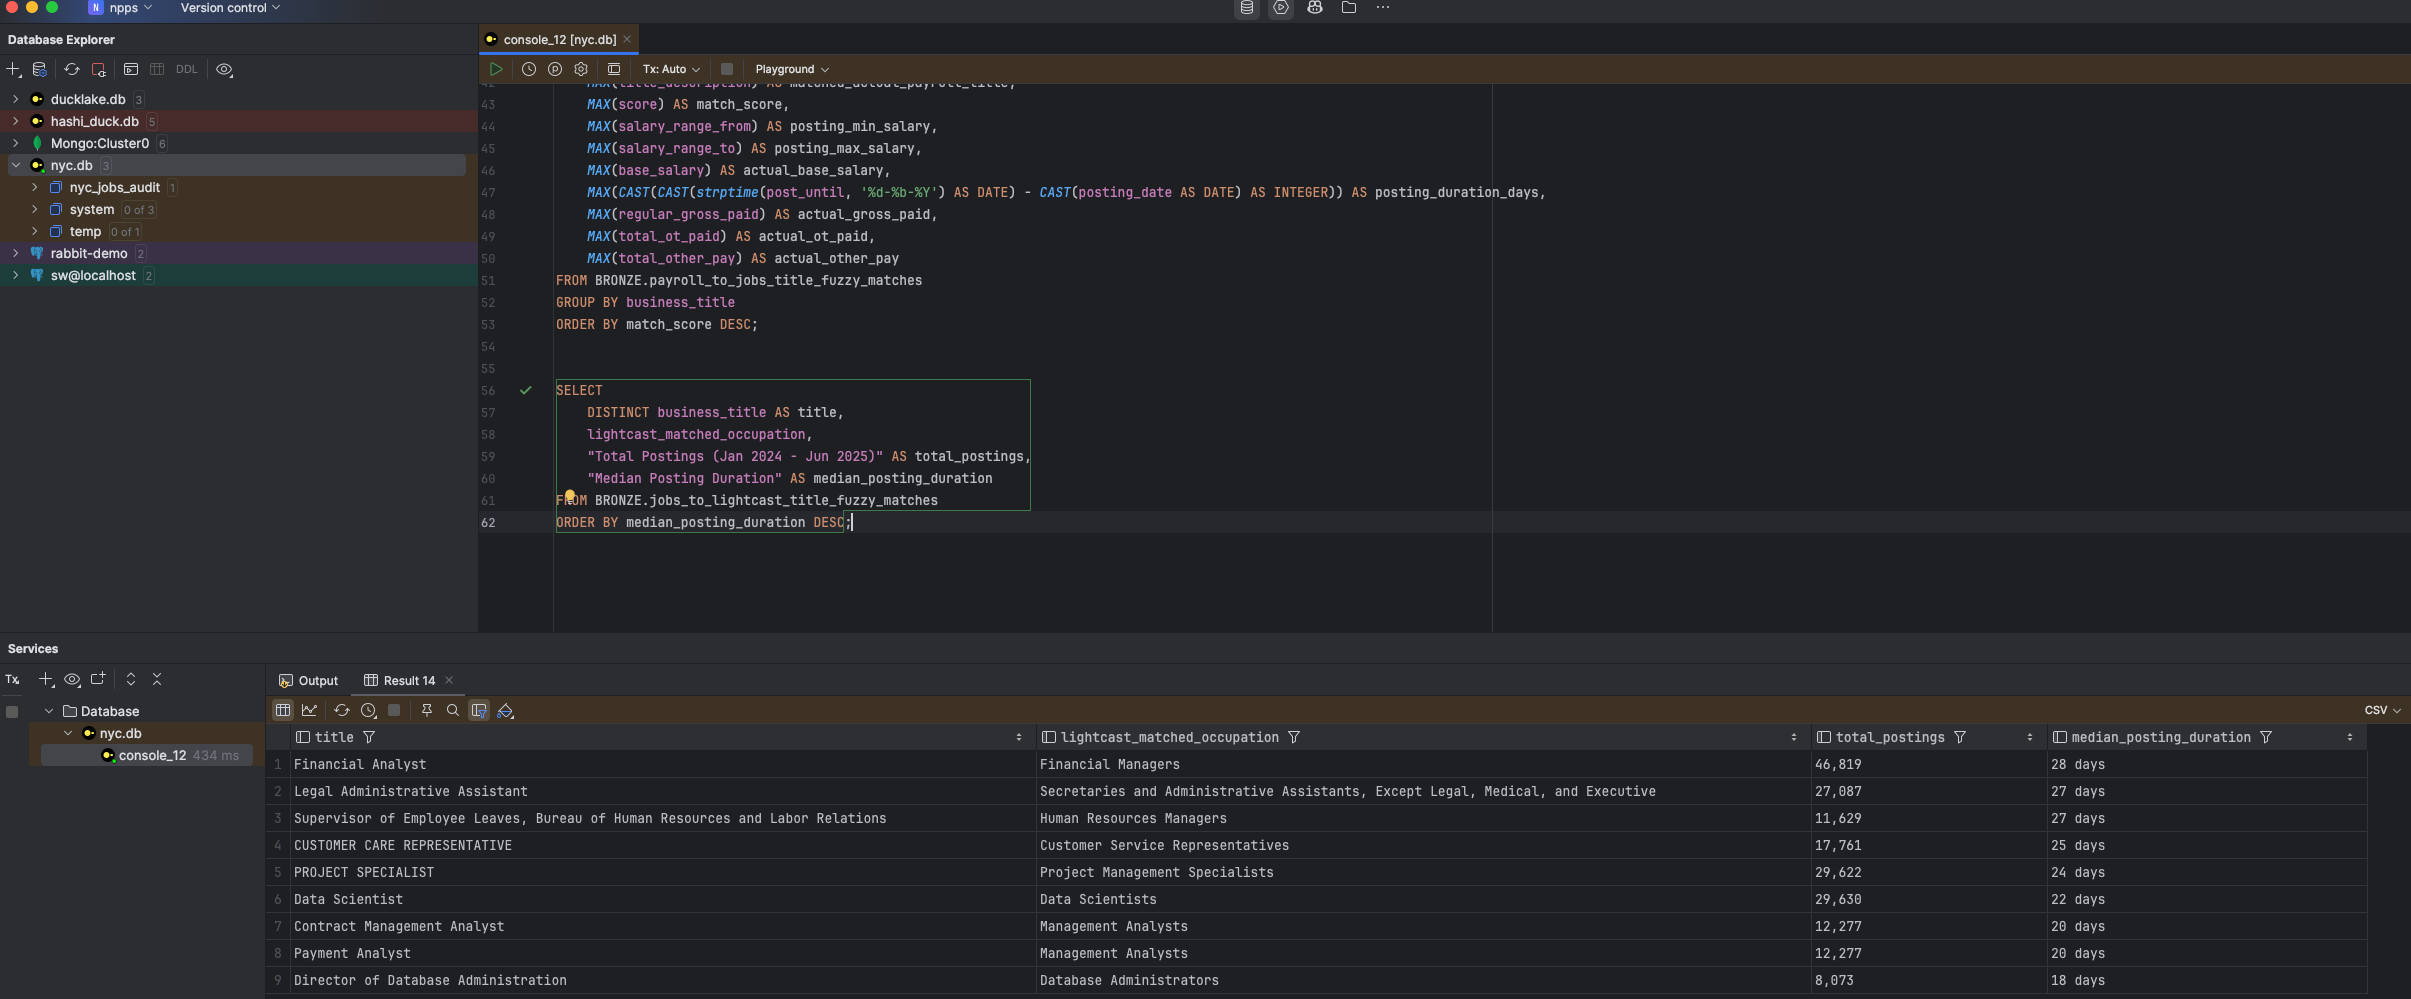 N npps
Version control
Database Explorer
console_12 [nyc.db]
DDL
Tx: Auto
Playground
ducklake.db 3
hashi_duck.db 5
Mongo:Cluster0 6
nyc.db 3
nyc_jobs_audit 1
system 0 of 3
temp 0 of 1
rabbit-demo 2
sw@localhost 2
42 MAX(title_description) AS matched_actual_payroll_title,
43 MAX(score) AS match_score,
44 MAX(salary_range_from) AS posting_min_salary,
45 MAX(salary_range_to) AS posting_max_salary,
46 MAX(base_salary) AS actual_base_salary,
47 MAX(CAST(CAST(strptime(post_until, '%d-%b-%Y') AS DATE) - CAST(posting_date AS DATE) AS INTEGER)) AS posting_duration_days,
48 MAX(regular_gross_paid) AS actual_gross_paid,
49 MAX(total_ot_paid) AS actual_ot_paid,
50 MAX(total_other_pay) AS actual_other_pay
51 FROM BRONZE.payroll_to_jobs_title_fuzzy_matches
52 GROUP BY business_title
53 ORDER BY match_score DESC;
54
55
56 SELECT
57 DISTINCT business_title AS title,
58 lightcast_matched_occupation,
59 "Total Postings (Jan 2024 - Jun 2025)" AS total_postings,
60 "Median Posting Duration" AS median_posting_duration
61 FROM BRONZE.jobs_to_lightcast_title_fuzzy_matches
62 ORDER BY median_posting_duration DESC;
Services
Tx
Database
nyc.db
console_12 434 ms
Output
Result 14
CSV
title lightcast_matched_occupation total_postings median_posting_duration
1 Financial Analyst Financial Managers 46,819 28 days
2 Legal Administrative Assistant Secretaries and Administrative Assistants, Except Legal, Medical, and Executive 27,087 27 days
3 Supervisor of Employee Leaves, Bureau of Human Resources and Labor Relations Human Resources Managers 11,629 27 days
4 CUSTOMER CARE REPRESENTATIVE Customer Service Representatives 17,761 25 days
5 PROJECT SPECIALIST Project Management Specialists 29,622 24 days
6 Data Scientist Data Scientists 29,630 22 days
7 Contract Management Analyst Management Analysts 12,277 20 days
8 Payment Analyst Management Analysts 12,277 20 days
9 Director of Database Administration Database Administrators 8,073 18 days